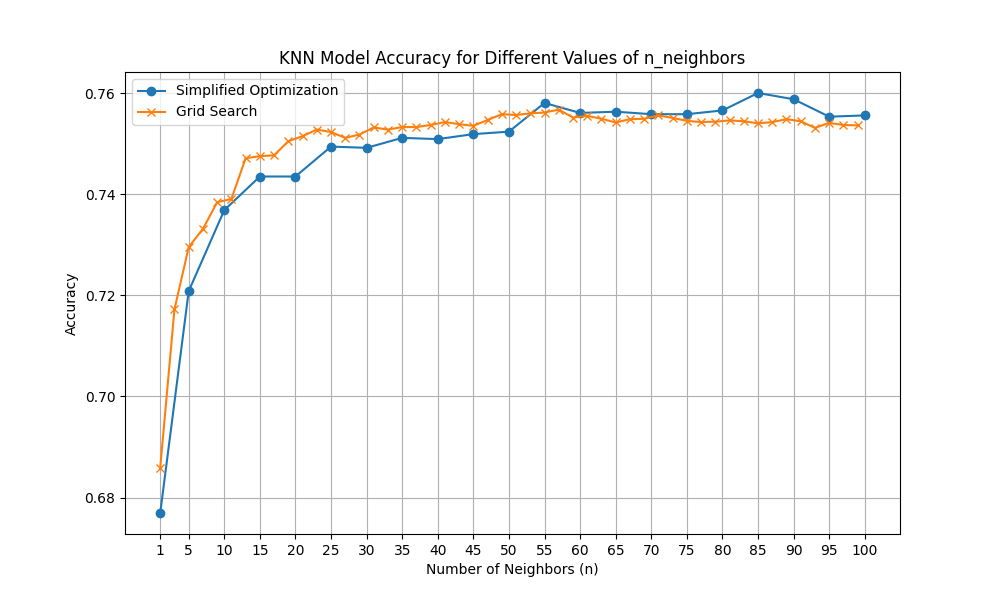 KNN Model Accuracy for Different Values of n_neighbors
Simplified Optimization
Grid Search
0.76
0.74
0.72
0.70
0.68
Accuracy
1 5 10 15 20 25 30 35 40 45 50 55 60 65 70 75 80 85 90 95 100
Number of Neighbors (n)